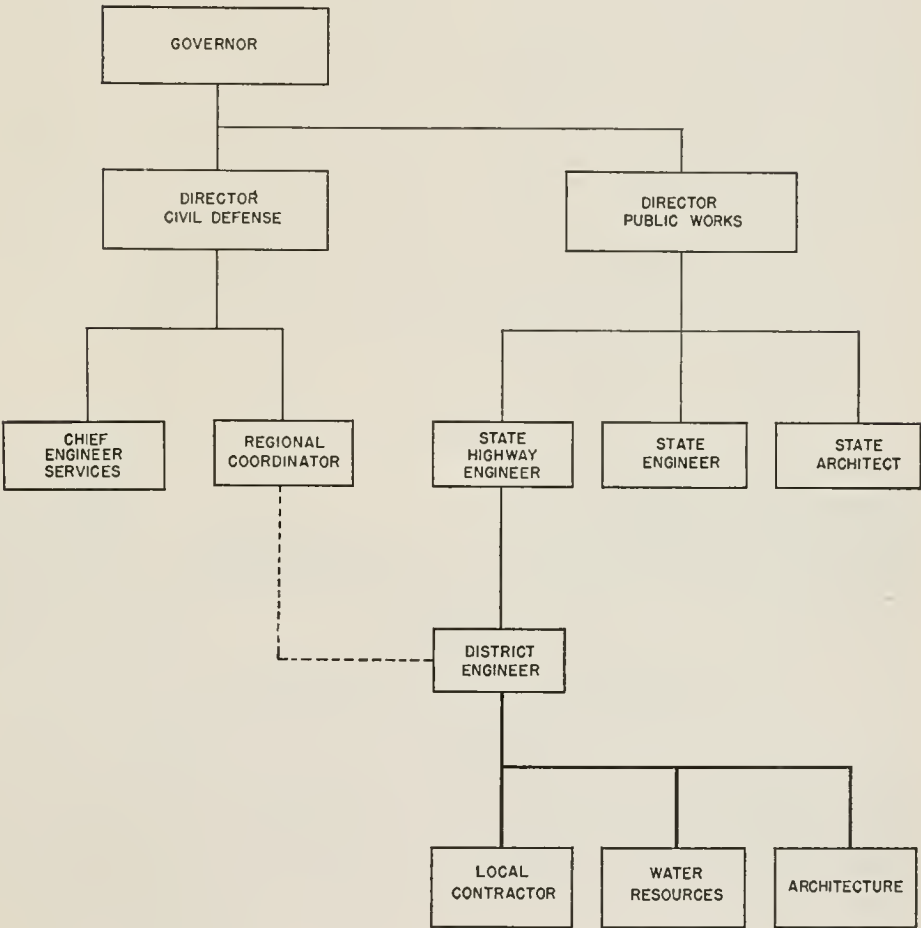 GOVERNOR
DIRECTOR
CIVIL DEFENSE
DIRECTOR
PUBLIC WORKS
CHIEF
ENGINEER
SERVICES
REGIONAL
COORDINATOR
STATE
HIGHWAY
ENGINEER
STATE
ENGINEER
STATE
ARCHITECT
DISTRICT
ENGINEER
LOCAL
CONTRACTOR
WATER
RESOURCES
ARCHITECTURE